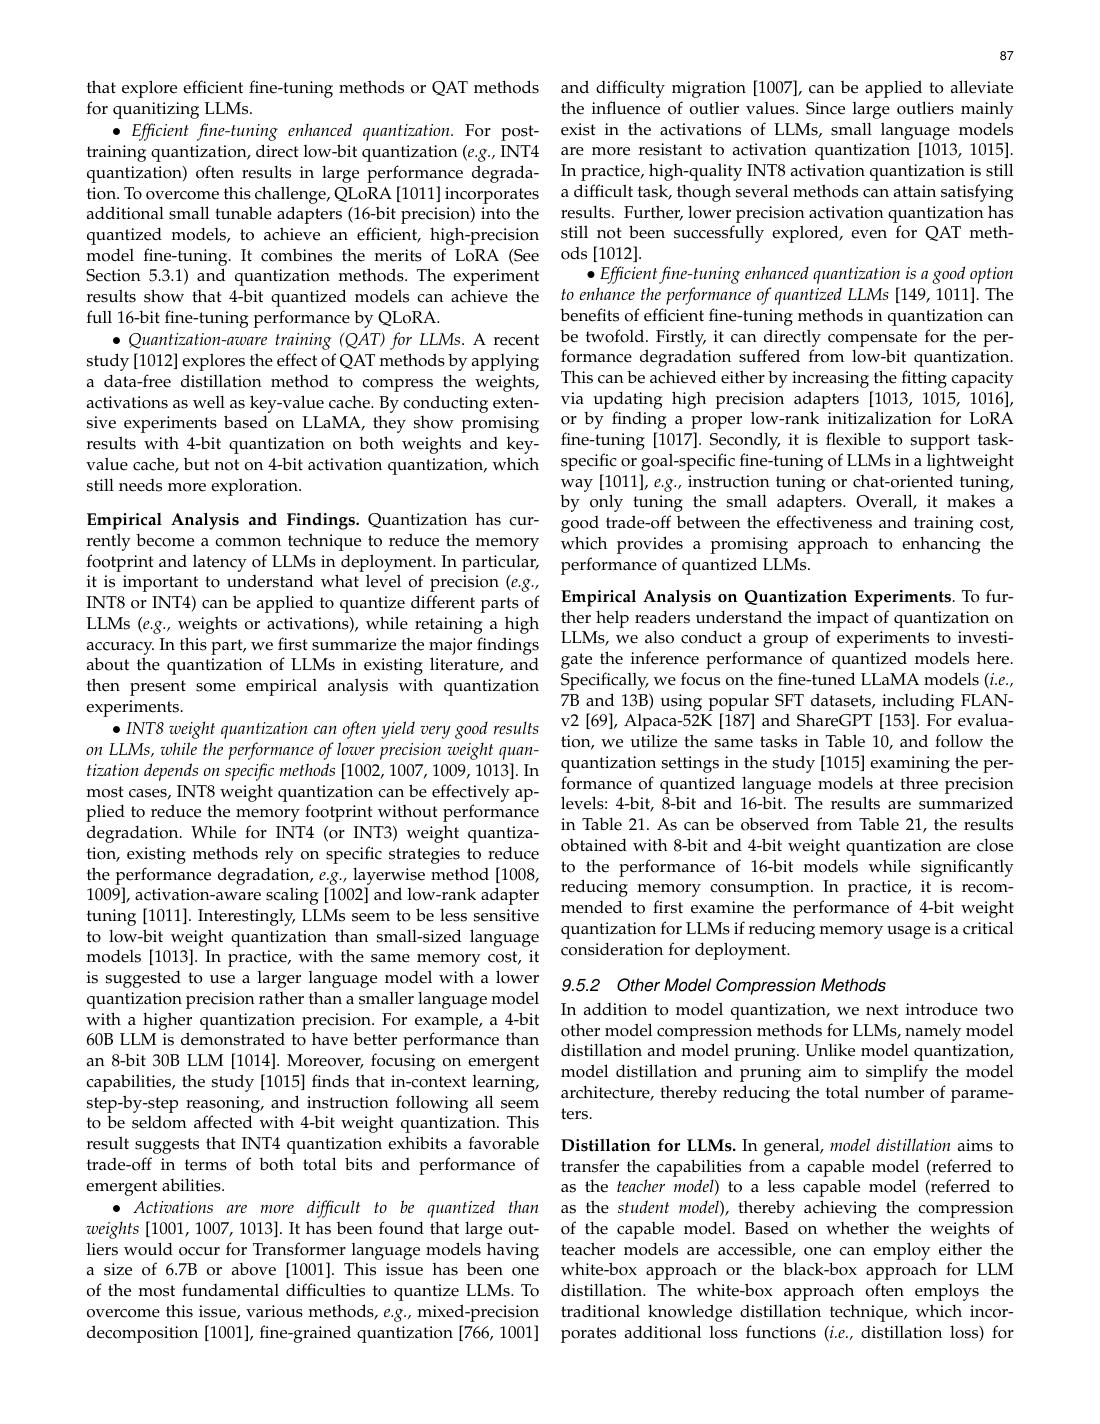 87
that explore efficient fine-tuning methods or QAT methods
for quanitizing LLMs.
• Efficient fine-tuning enhanced quantization. For post-
training quantization, direct low-bit quantization (e.g., INT4
quantization) often results in large performance degrada-
tion. To overcome this challenge, QLoRA [1011] incorporates
additional small tunable adapters (16-bit precision) into the
quantized models, to achieve an efficient, high-precision
model fine-tuning. It combines the merits of LoRA (See
Section 5.3.1) and quantization methods. The experiment
results show that 4-bit quantized models can achieve the
full 16-bit fine-tuning performance by QLoRA.
• Quantization-aware training (QAT) for LLMs. A recent
study [1012] explores the effect of QAT methods by applying
a data-free distillation method to compress the weights,
activations as well as key-value cache. By conducting exten-
sive experiments based on LLaMA, they show promising
results with 4-bit quantization on both weights and key-
value cache, but not on 4-bit activation quantization, which
still needs more exploration.
Empirical Analysis and Findings. Quantization has cur-
rently become a common technique to reduce the memory
footprint and latency of LLMs in deployment. In particular,
it is important to understand what level of precision (e.g.,
INT8 or INT4) can be applied to quantize different parts of
LLMs (e.g., weights or activations), while retaining a high
accuracy. In this part, we first summarize the major findings
about the quantization of LLMs in existing literature, and
then present some empirical analysis with quantization
experiments.
• INT8 weight quantization can often yield very good results
on LLMs, while the performance of lower precision weight quan-
tization depends on specific methods [1002, 1007, 1009, 1013]. In
most cases, INT8 weight quantization can be effectively ap-
plied to reduce the memory footprint without performance
degradation. While for INT4 (or INT3) weight quantiza-
tion, existing methods rely on specific strategies to reduce
the performance degradation, e.g., layerwise method [1008,
1009], activation-aware scaling [1002] and low-rank adapter
tuning [1011]. Interestingly, LLMs seem to be less sensitive
to low-bit weight quantization than small-sized language
models [1013]. In practice, with the same memory cost, it
is suggested to use a larger language model with a lower
quantization precision rather than a smaller language model
with a higher quantization precision. For example, a 4-bit
60B LLM is demonstrated to have better performance than
an 8-bit 30B LLM [1014]. Moreover, focusing on emergent
capabilities, the study [1015] finds that in-context learning,
step-by-step reasoning, and instruction following all seem
to be seldom affected with 4-bit weight quantization. This
result suggests that INT4 quantization exhibits a favorable
trade-off in terms of both total bits and performance of
emergent abilities.
• Activations are more difficult to be quantized than
weights [1001, 1007, 1013]. It has been found that large out-
liers would occur for Transformer language models having
a size of 6.7B or above [1001]. This issue has been one
of the most fundamental difficulties to quantize LLMs. To
overcome this issue, various methods, e.g., mixed-precision
decomposition [1001], fine-grained quantization [766, 1001]
and difficulty migration [1007], can be applied to alleviate
the influence of outlier values. Since large outliers mainly
exist in the activations of LLMs, small language models
are more resistant to activation quantization [1013, 1015].
In practice, high-quality INT8 activation quantization is still
a difficult task, though several methods can attain satisfying
results. Further, lower precision activation quantization has
still not been successfully explored, even for QAT meth-
ods [1012].
• Efficient fine-tuning enhanced quantization is a good option
to enhance the performance of quantized LLMs [149, 1011]. The
benefits of efficient fine-tuning methods in quantization can
be twofold. Firstly, it can directly compensate for the per-
formance degradation suffered from low-bit quantization.
This can be achieved either by increasing the fitting capacity
via updating high precision adapters [1013, 1015, 1016],
or by finding a proper low-rank initizalization for LoRA
fine-tuning [1017]. Secondly, it is flexible to support task-
specific or goal-specific fine-tuning of LLMs in a lightweight
way [1011], e.g., instruction tuning or chat-oriented tuning,
by only tuning the small adapters. Overall, it makes a
good trade-off between the effectiveness and training cost,
which provides a promising approach to enhancing the
performance of quantized LLMs.
Empirical Analysis on Quantization Experiments. To fur-
ther help readers understand the impact of quantization on
LLMs, we also conduct a group of experiments to investi-
gate the inference performance of quantized models here.
Specifically, we focus on the fine-tuned LLaMA models (i.e.,
7B and 13B) using popular SFT datasets, including FLAN-
v2 [69], Alpaca-52K [187] and ShareGPT [153]. For evalua-
tion, we utilize the same tasks in Table 10, and follow the
quantization settings in the study [1015] examining the per-
formance of quantized language models at three precision
levels: 4-bit, 8-bit and 16-bit. The results are summarized
in Table 21. As can be observed from Table 21, the results
obtained with 8-bit and 4-bit weight quantization are close
to the performance of 16-bit models while significantly
reducing memory consumption. In practice, it is recom-
mended to first examine the performance of 4-bit weight
quantization for LLMs if reducing memory usage is a critical
consideration for deployment.
9.5.2 Other Model Compression Methods
In addition to model quantization, we next introduce two
other model compression methods for LLMs, namely model
distillation and model pruning. Unlike model quantization,
model distillation and pruning aim to simplify the model
architecture, thereby reducing the total number of parame-
ters.
Distillation for LLMs. In general, model distillation aims to
transfer the capabilities from a capable model (referred to
as the teacher model) to a less capable model (referred to
as the student model), thereby achieving the compression
of the capable model. Based on whether the weights of
teacher models are accessible, one can employ either the
white-box approach or the black-box approach for LLM
distillation. The white-box approach often employs the
traditional knowledge distillation technique, which incor-
porates additional loss functions (i.e., distillation loss) for